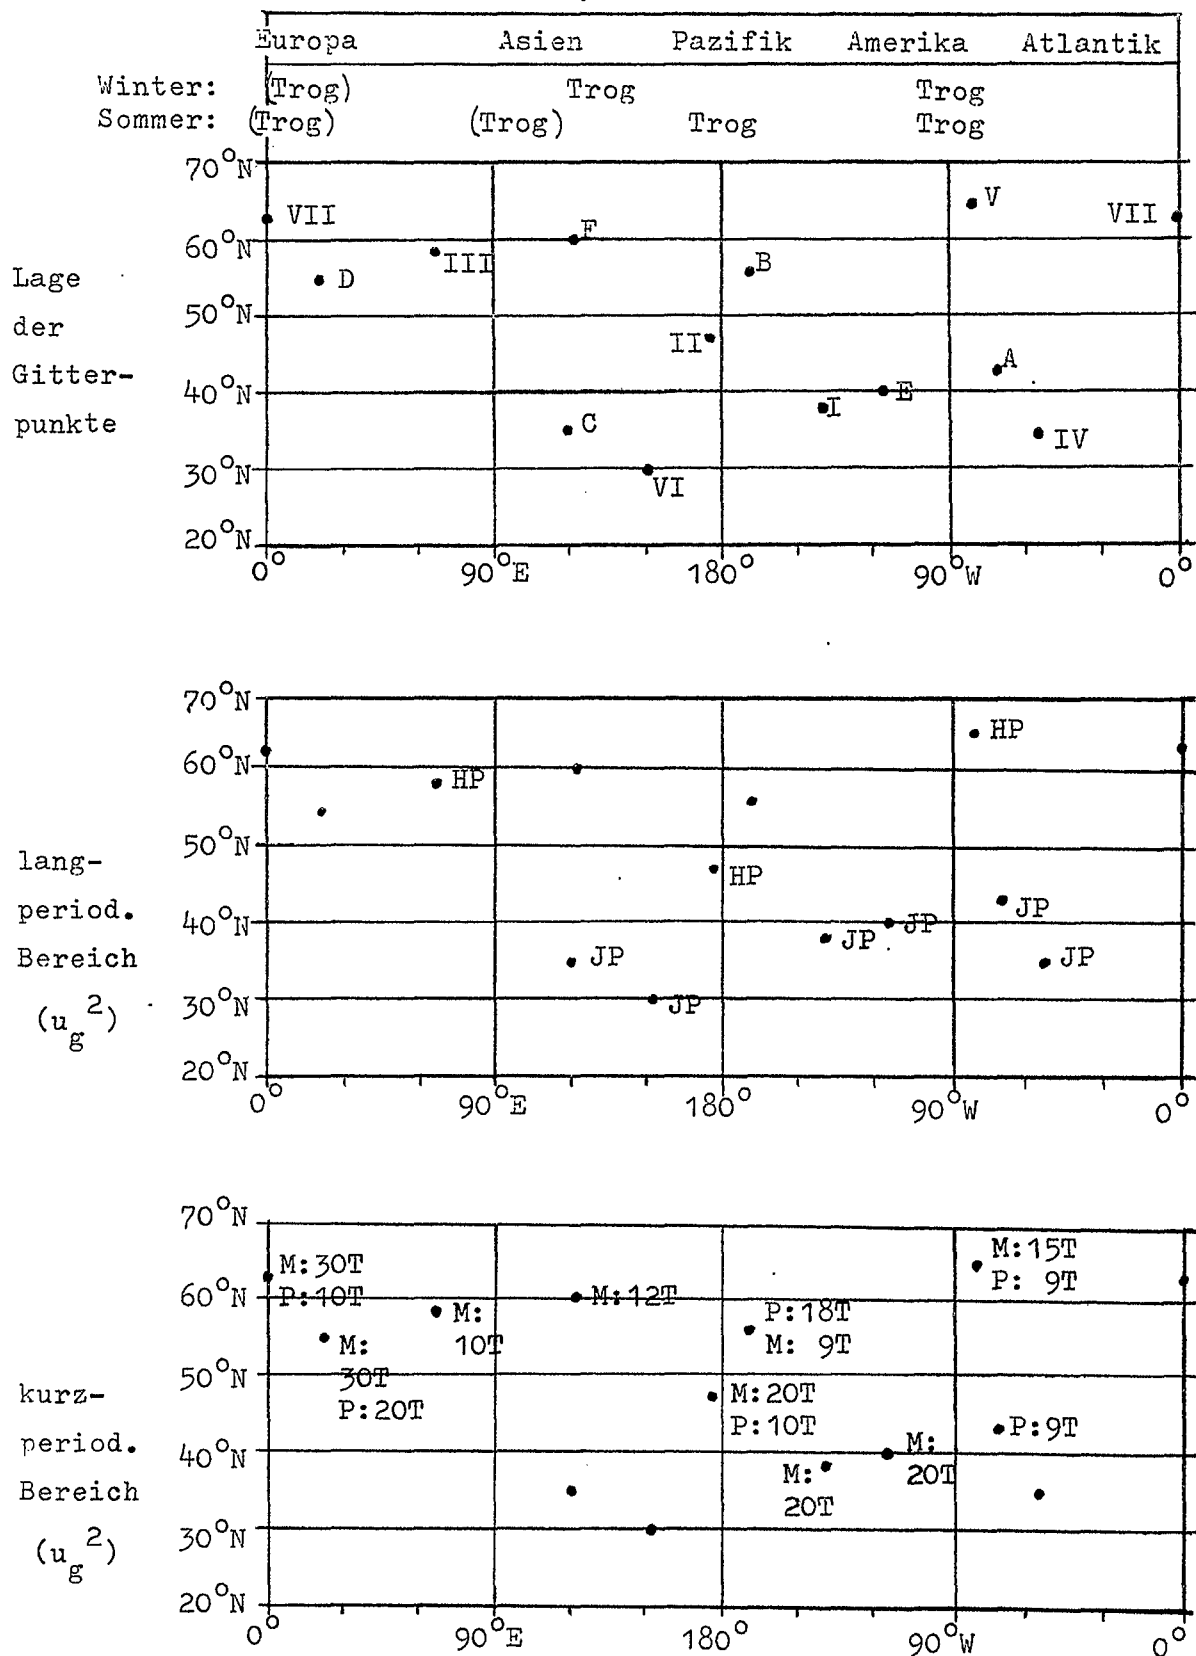 Europa Asien Pazifik Amerika Atlantik
Winter: (Trog) Trog Trog
Sommer: (Trog) (Trog) Trog Trog
70°N
V
VII VII
60°N F
III B
D
Lage
der
Gitter-
punkte
50°N
II
A
40°N E
I
C IV
30°N
VI
20°N
0° 90°E 180° 90°W 0°
70°N
HP
60°N
HP
50°N
lang-
period.
Bereich
(u_g^2)
HP
40°N JP JP
JP
JP JP
30°N JP
20°N
0° 90°E 180° 90°W 0°
70°N
M:30T M:15T
P:10T P: 9T
60°N M:12T
M: P:18T
10T M: 9T
M:
30T
P:20T
50°N
kurz-
period.
Bereich
(u_g^2)
M:20T
P:10T P:9T
40°N M:
20T
M:
20T
30°N
20°N
0° 90°E 180° 90°W 0°